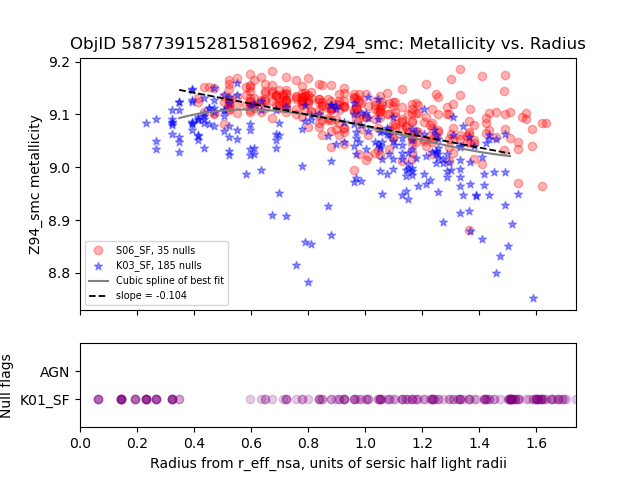 ObjID 587739152815816962, Z94_smc: Metallicity vs. Radius
9.2
9.1
9.0
8.9
8.8
Z94_smc metallicity
S06_SF, 35 nulls
K03_SF, 185 nulls
Cubic spline of best fit
slope = -0.104
AGN
K01_SF
Null flags
0.0 0.2 0.4 0.6 0.8 1.0 1.2 1.4 1.6
Radius from r_eff_nsa, units of sersic half light radii